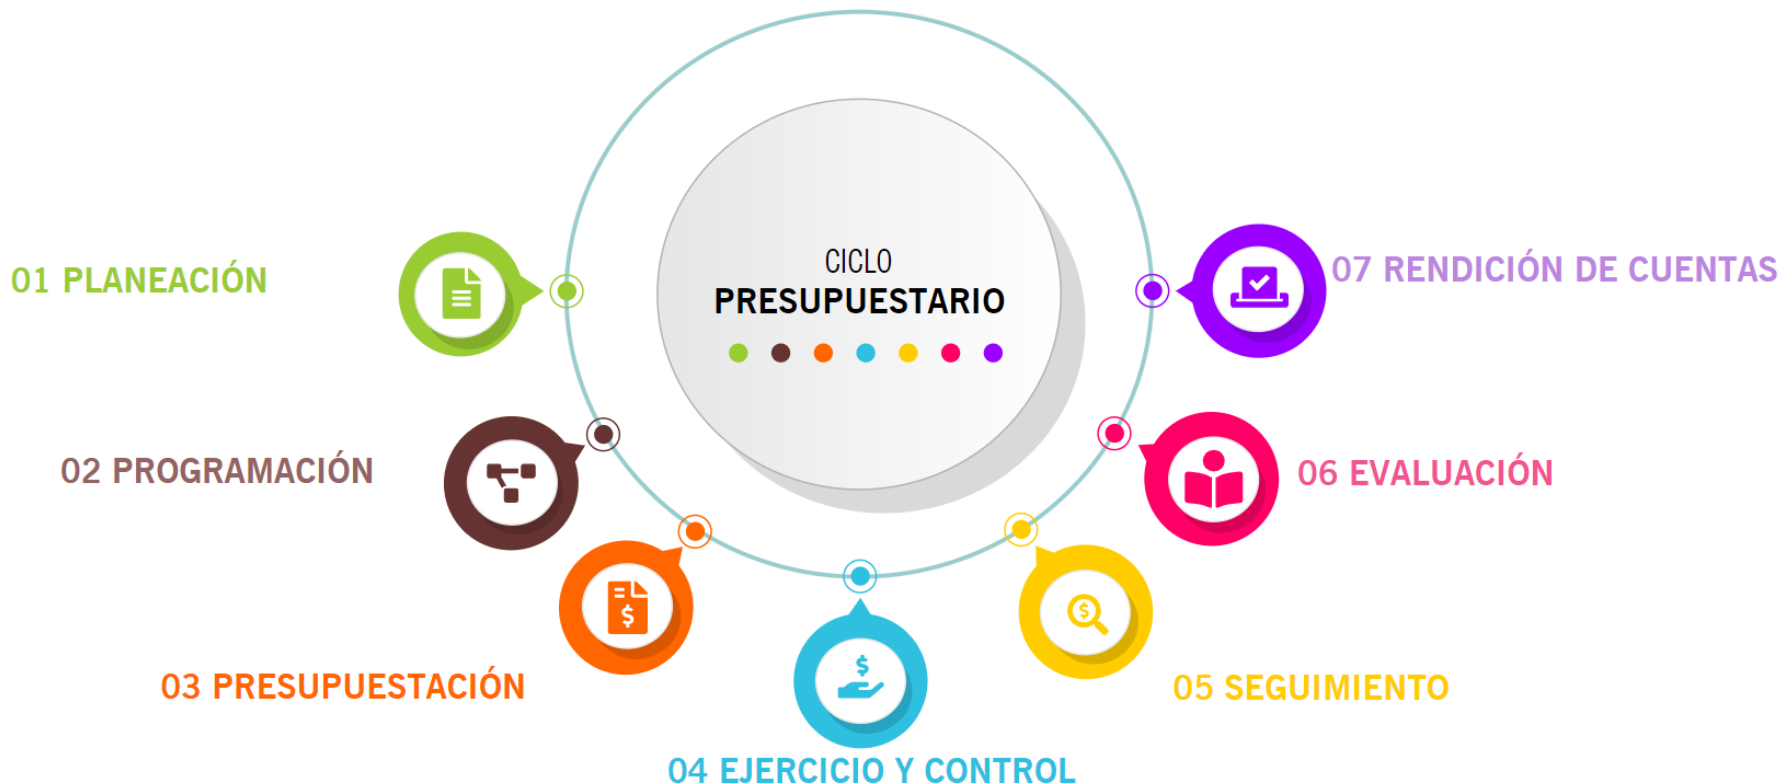 CICLO
PRESUPUESTARIO
01 PLANEACIÓN
02 PROGRAMACIÓN
03 PRESUPUESTACIÓN
04 EJERCICIO Y CONTROL
05 SEGUIMIENTO
06 EVALUACIÓN
07 RENDICIÓN DE CUENTAS